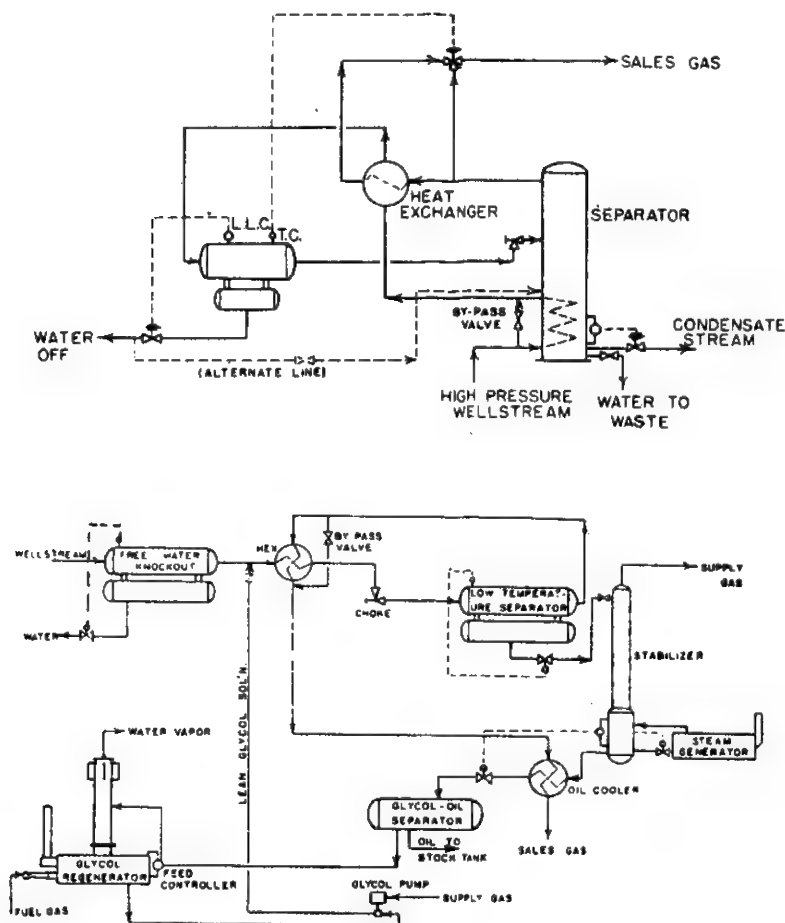 SALES GAS
HEAT
EXCHANGER
SEPARATOR
L.L.C.
T.C.
BY-PASS
VALVE
WATER
OFF
(ALTERNATE LINE)
CONDENSATE
STREAM
HIGH PRESSURE
WELLSTREAM
WATER TO
WASTE
WELLSTREAM
FREE WATER
KNOCKOUT
HEX
BY PASS
VALVE
SUPPLY
GAS
CHOKE
LOW TEMPERAT-
URE SEPARATOR
WATER
STABILIZER
LEAN GLYCOL SOL'N.
WATER VAPOR
STEAM
GENERATOR
OIL COOLER
GLYCOL-OIL
SEPARATOR
OIL TO
STOCK TANK
SALES GAS
GLYCOL
REGENERATOR
FEED
CONTROLLER
GLYCOL PUMP
SUPPLY GAS
FUEL GAS